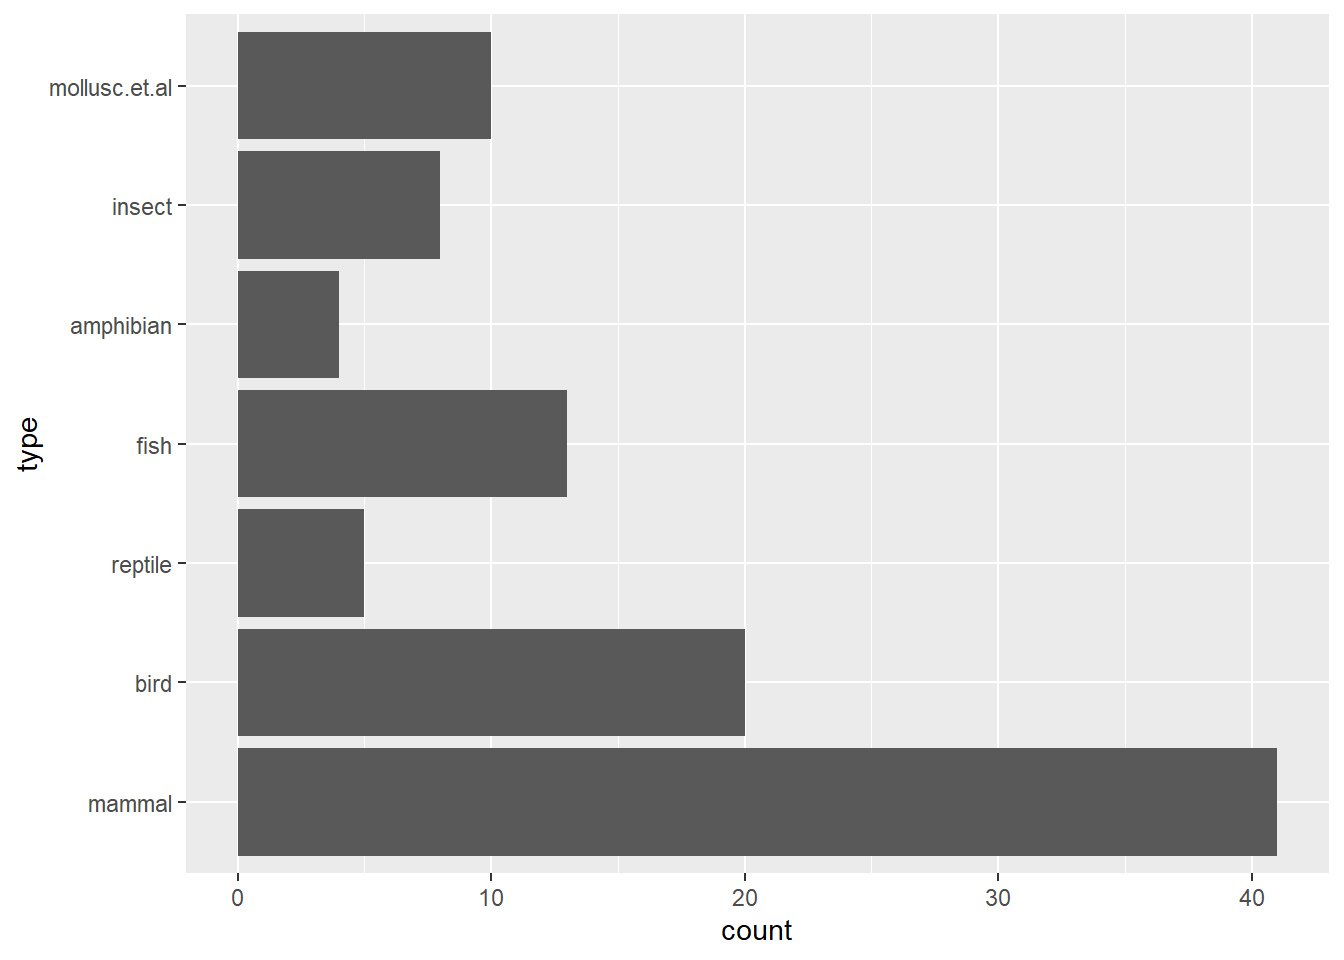 mollusc.et.al
insect
amphibian
fish
reptile
bird
mammal
type
0 10 20 30 40
count